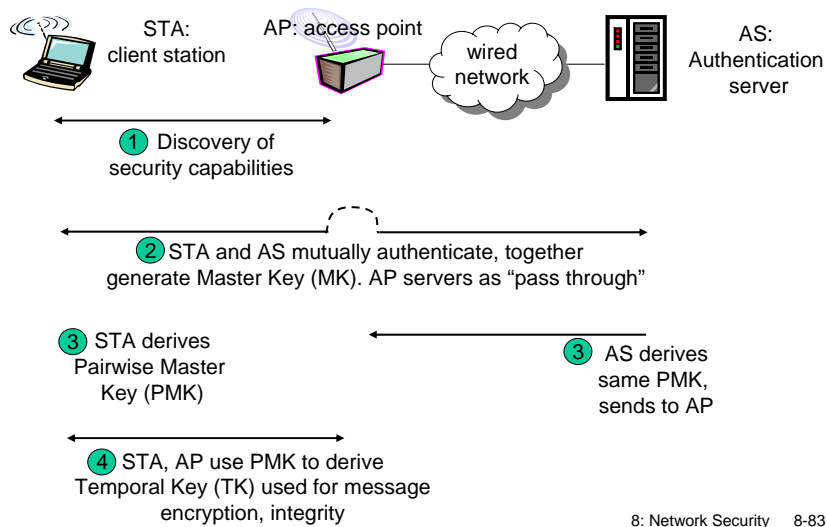 STA:
client station
AP: access point
wired
network
AS:
Authentication
server
1 Discovery of
security capabilities
2 STA and AS mutually authenticate, together
generate Master Key (MK). AP servers as “pass through”
3 STA derives
Pairwise Master
Key (PMK)
3 AS derives
same PMK,
sends to AP
4 STA, AP use PMK to derive
Temporal Key (TK) used for message
encryption, integrity
8: Network Security 8-83